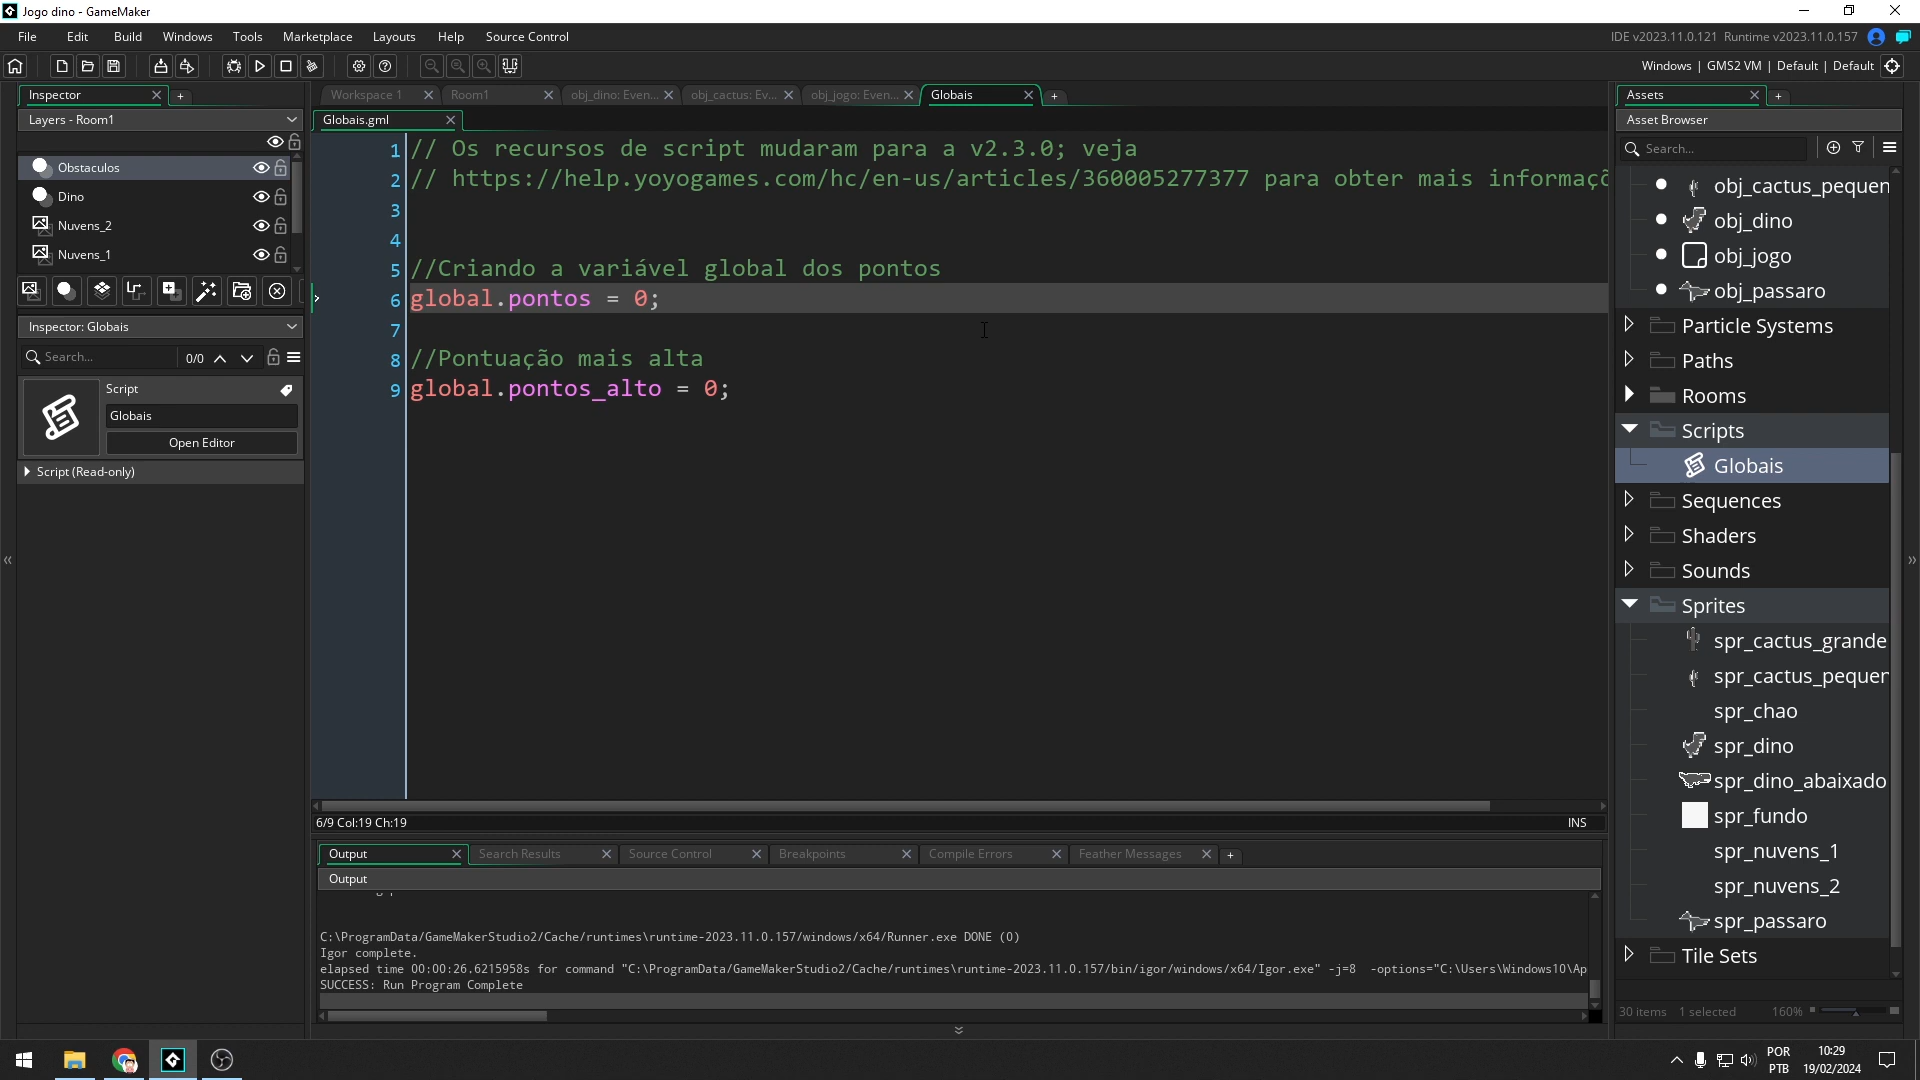 Jogo dino - GameMaker
File Edit Build Windows Tools Marketplace Layouts Help Source Control
IDE v2023.11.0.121 Runtime v2023.11.0.157
Windows | GMS2 VM | Default | Default
Inspector
Layers - Room1
Obstaculos
Dino
Nuvens_2
Nuvens_1
Inspector: Globais
Search... 0/0
Script
Globais
Open Editor
Script (Read-only)
Workspace 1 Room1 obj_dino: Even... obj_cactus: Ev... obj_jogo: Even... Globais
Globais.gml
1 // Os recursos de script mudaram para a v2.3.0; veja
2 // https://help.yoyogames.com/hc/en-us/articles/360005277377 para obter mais informaçõ
3
4
5 //Criando a variável global dos pontos
6 global.pontos = 0;
7
8 //Pontuação mais alta
9 global.pontos_alto = 0;
6/9 Col:19 Ch:19 INS
Output Search Results Source Control Breakpoints Compile Errors Feather Messages
Output
C:\ProgramData/GameMakerStudio2/Cache/runtimes\runtime-2023.11.0.157/windows/x64/Runner.exe DONE (0)
Igor complete.
elapsed time 00:00:26.6215958s for command "C:\ProgramData/GameMakerStudio2/Cache/runtimes\runtime-2023.11.0.157/bin/igor/windows/x64/Igor.exe" -j=8 -options="C:\Users\Windows10\Ap
SUCCESS: Run Program Complete
Assets
Asset Browser
Search...
obj_cactus_pequen
obj_dino
obj_jogo
obj_passaro
Particle Systems
Paths
Rooms
Scripts
Globais
Sequences
Shaders
Sounds
Sprites
spr_cactus_grande
spr_cactus_pequen
spr_chao
spr_dino
spr_dino_abaixado
spr_fundo
spr_nuvens_1
spr_nuvens_2
spr_passaro
Tile Sets
30 items 1 selected 160%
POR
PTB
10:29
19/02/2024